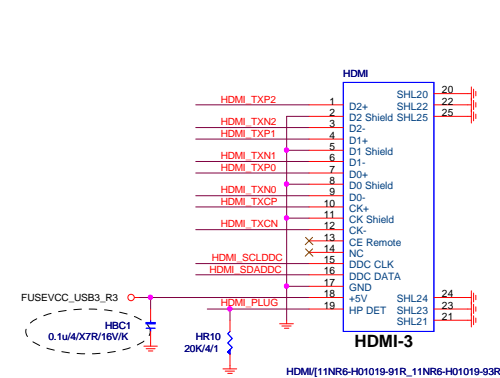 HDMI
HDMI_TXP2 1 D2+ SHL20 20
2 D2 Shield SHL22 22
HDMI_TXN2 3 D2- SHL25 25
HDMI_TXP1 4 D1+
5 D1 Shield
HDMI_TXN1 6 D1-
HDMI_TXP0 7 D0+
8 D0 Shield
HDMI_TXN0 9 D0-
HDMI_TXCP 10 CK+
11 CK Shield
HDMI_TXCN 12 CK-
13 CE Remote
14 NC
HDMI_SCLDDC 15 DDC CLK
HDMI_SDADDC 16 DDC DATA
17 GND
FUSEVCC_USB3_R3 18 +5V SHL24 24
HDMI_PLUG 19 HP DET SHL23 23
SHL21 21
HBC1
0.1u/4/X7R/16V/K
HR10
20K/4/1
HDMI-3
HDMI/[11NR6-H01019-91R_11NR6-H01019-93R